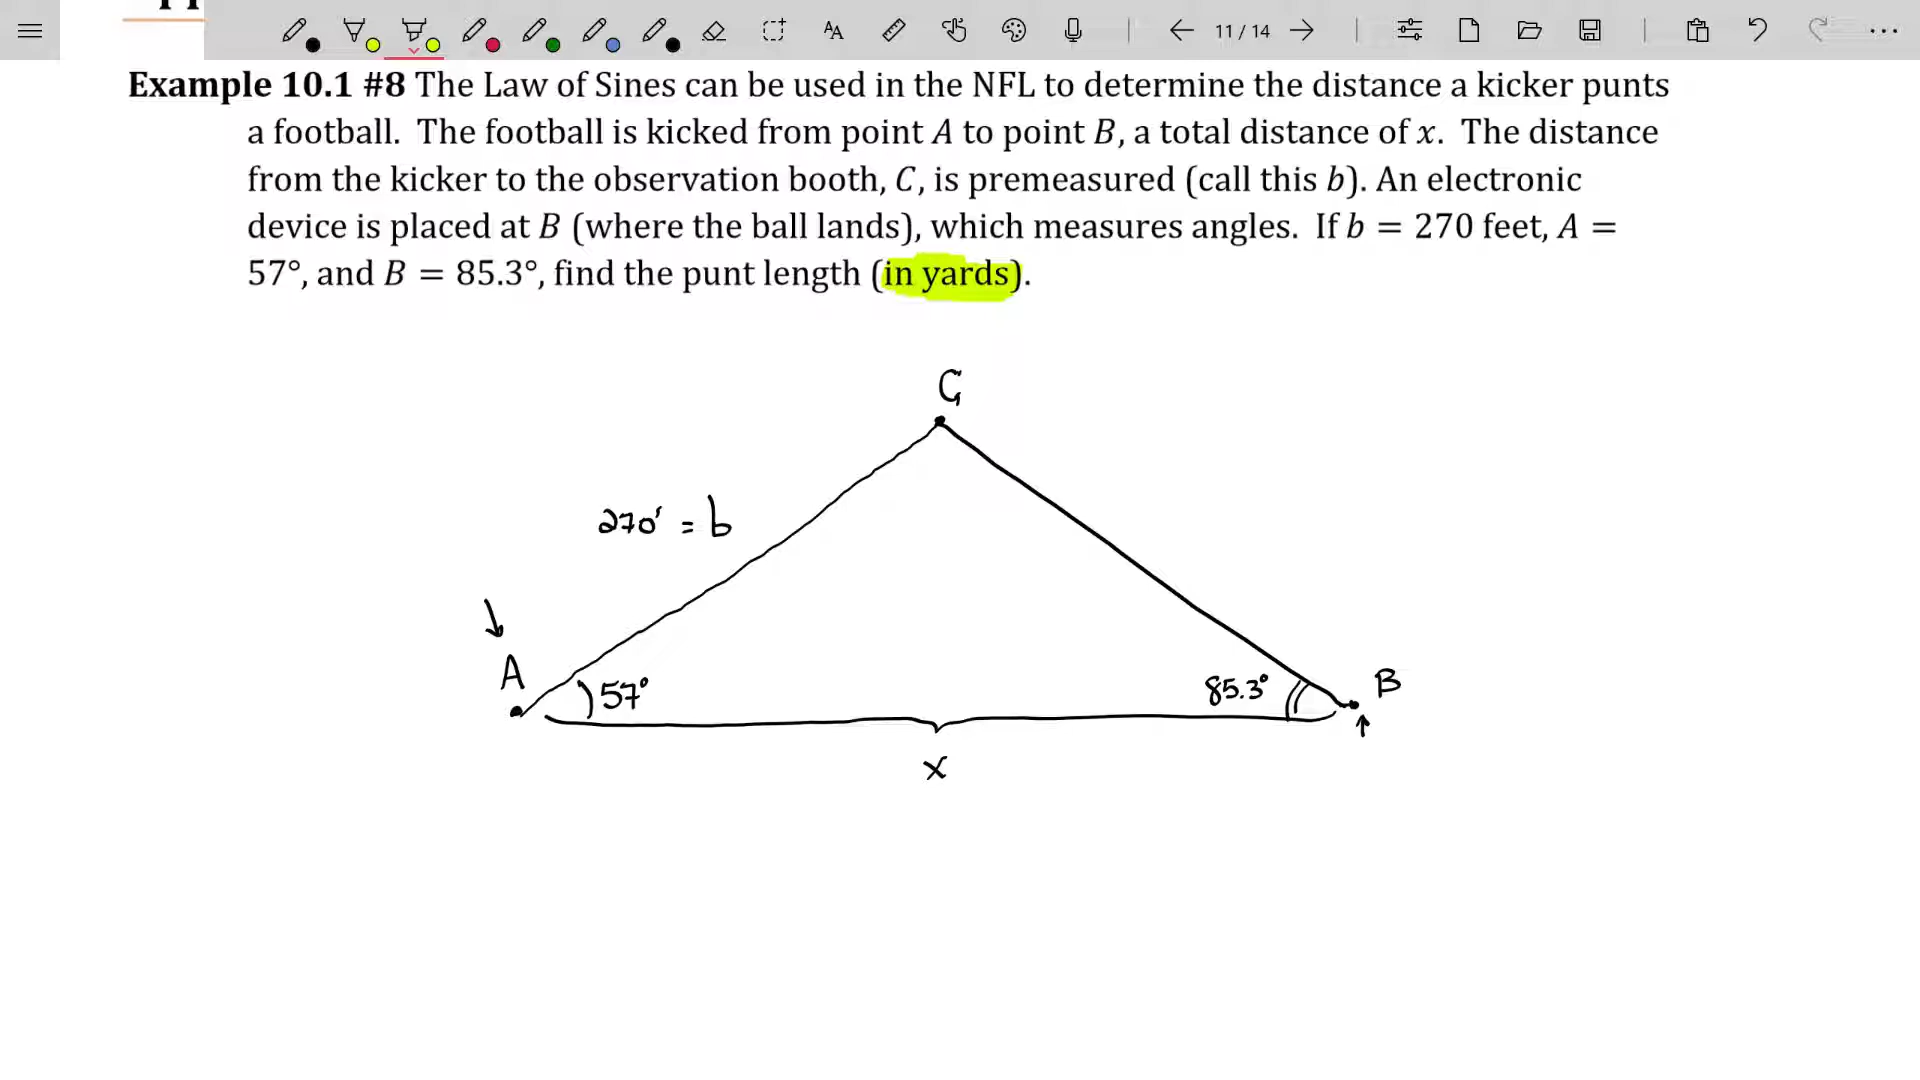 11 / 14
Example 10.1 #8 The Law of Sines can be used in the NFL to determine the distance a kicker punts
a football. The football is kicked from point A to point B, a total distance of x. The distance
from the kicker to the observation booth, C, is premeasured (call this b). An electronic
device is placed at B (where the ball lands), which measures angles. If b = 270 feet, A =
57°, and B = 85.3°, find the punt length (in yards).
C
270' = b
A
57°
85.3°
B
x